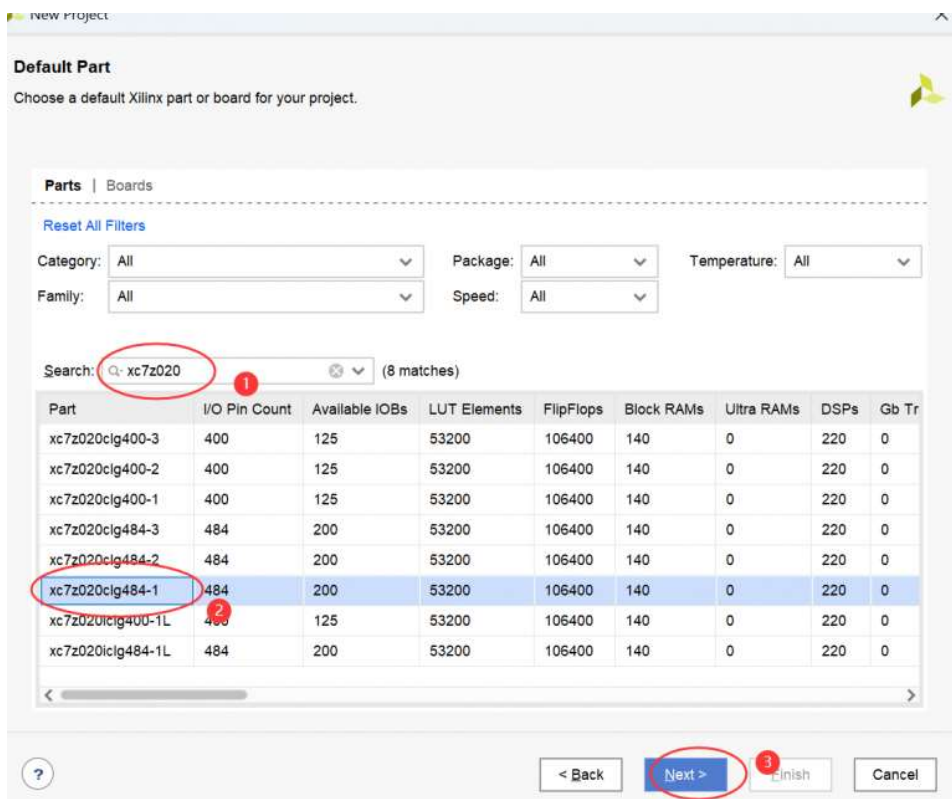 New Project
Default Part
Choose a default Xilinx part or board for your project.
Parts | Boards
Reset All Filters
Category: All Package: All Temperature: All
Family: All Speed: All
Search: xc7z020 (8 matches)
1
Part I/O Pin Count Available IOBs LUT Elements FlipFlops Block RAMs Ultra RAMs DSPs Gb Tr
xc7z020clg400-3 400 125 53200 106400 140 0 220 0
xc7z020clg400-2 400 125 53200 106400 140 0 220 0
xc7z020clg400-1 400 125 53200 106400 140 0 220 0
xc7z020clg484-3 484 200 53200 106400 140 0 220 0
xc7z020clg484-2 484 200 53200 106400 140 0 220 0
xc7z020clg484-1 484 200 53200 106400 140 0 220 0
2
xc7z020iclg400-1L 400 125 53200 106400 140 0 220 0
xc7z020iclg484-1L 484 200 53200 106400 140 0 220 0
? < Back Next > 3 Finish Cancel